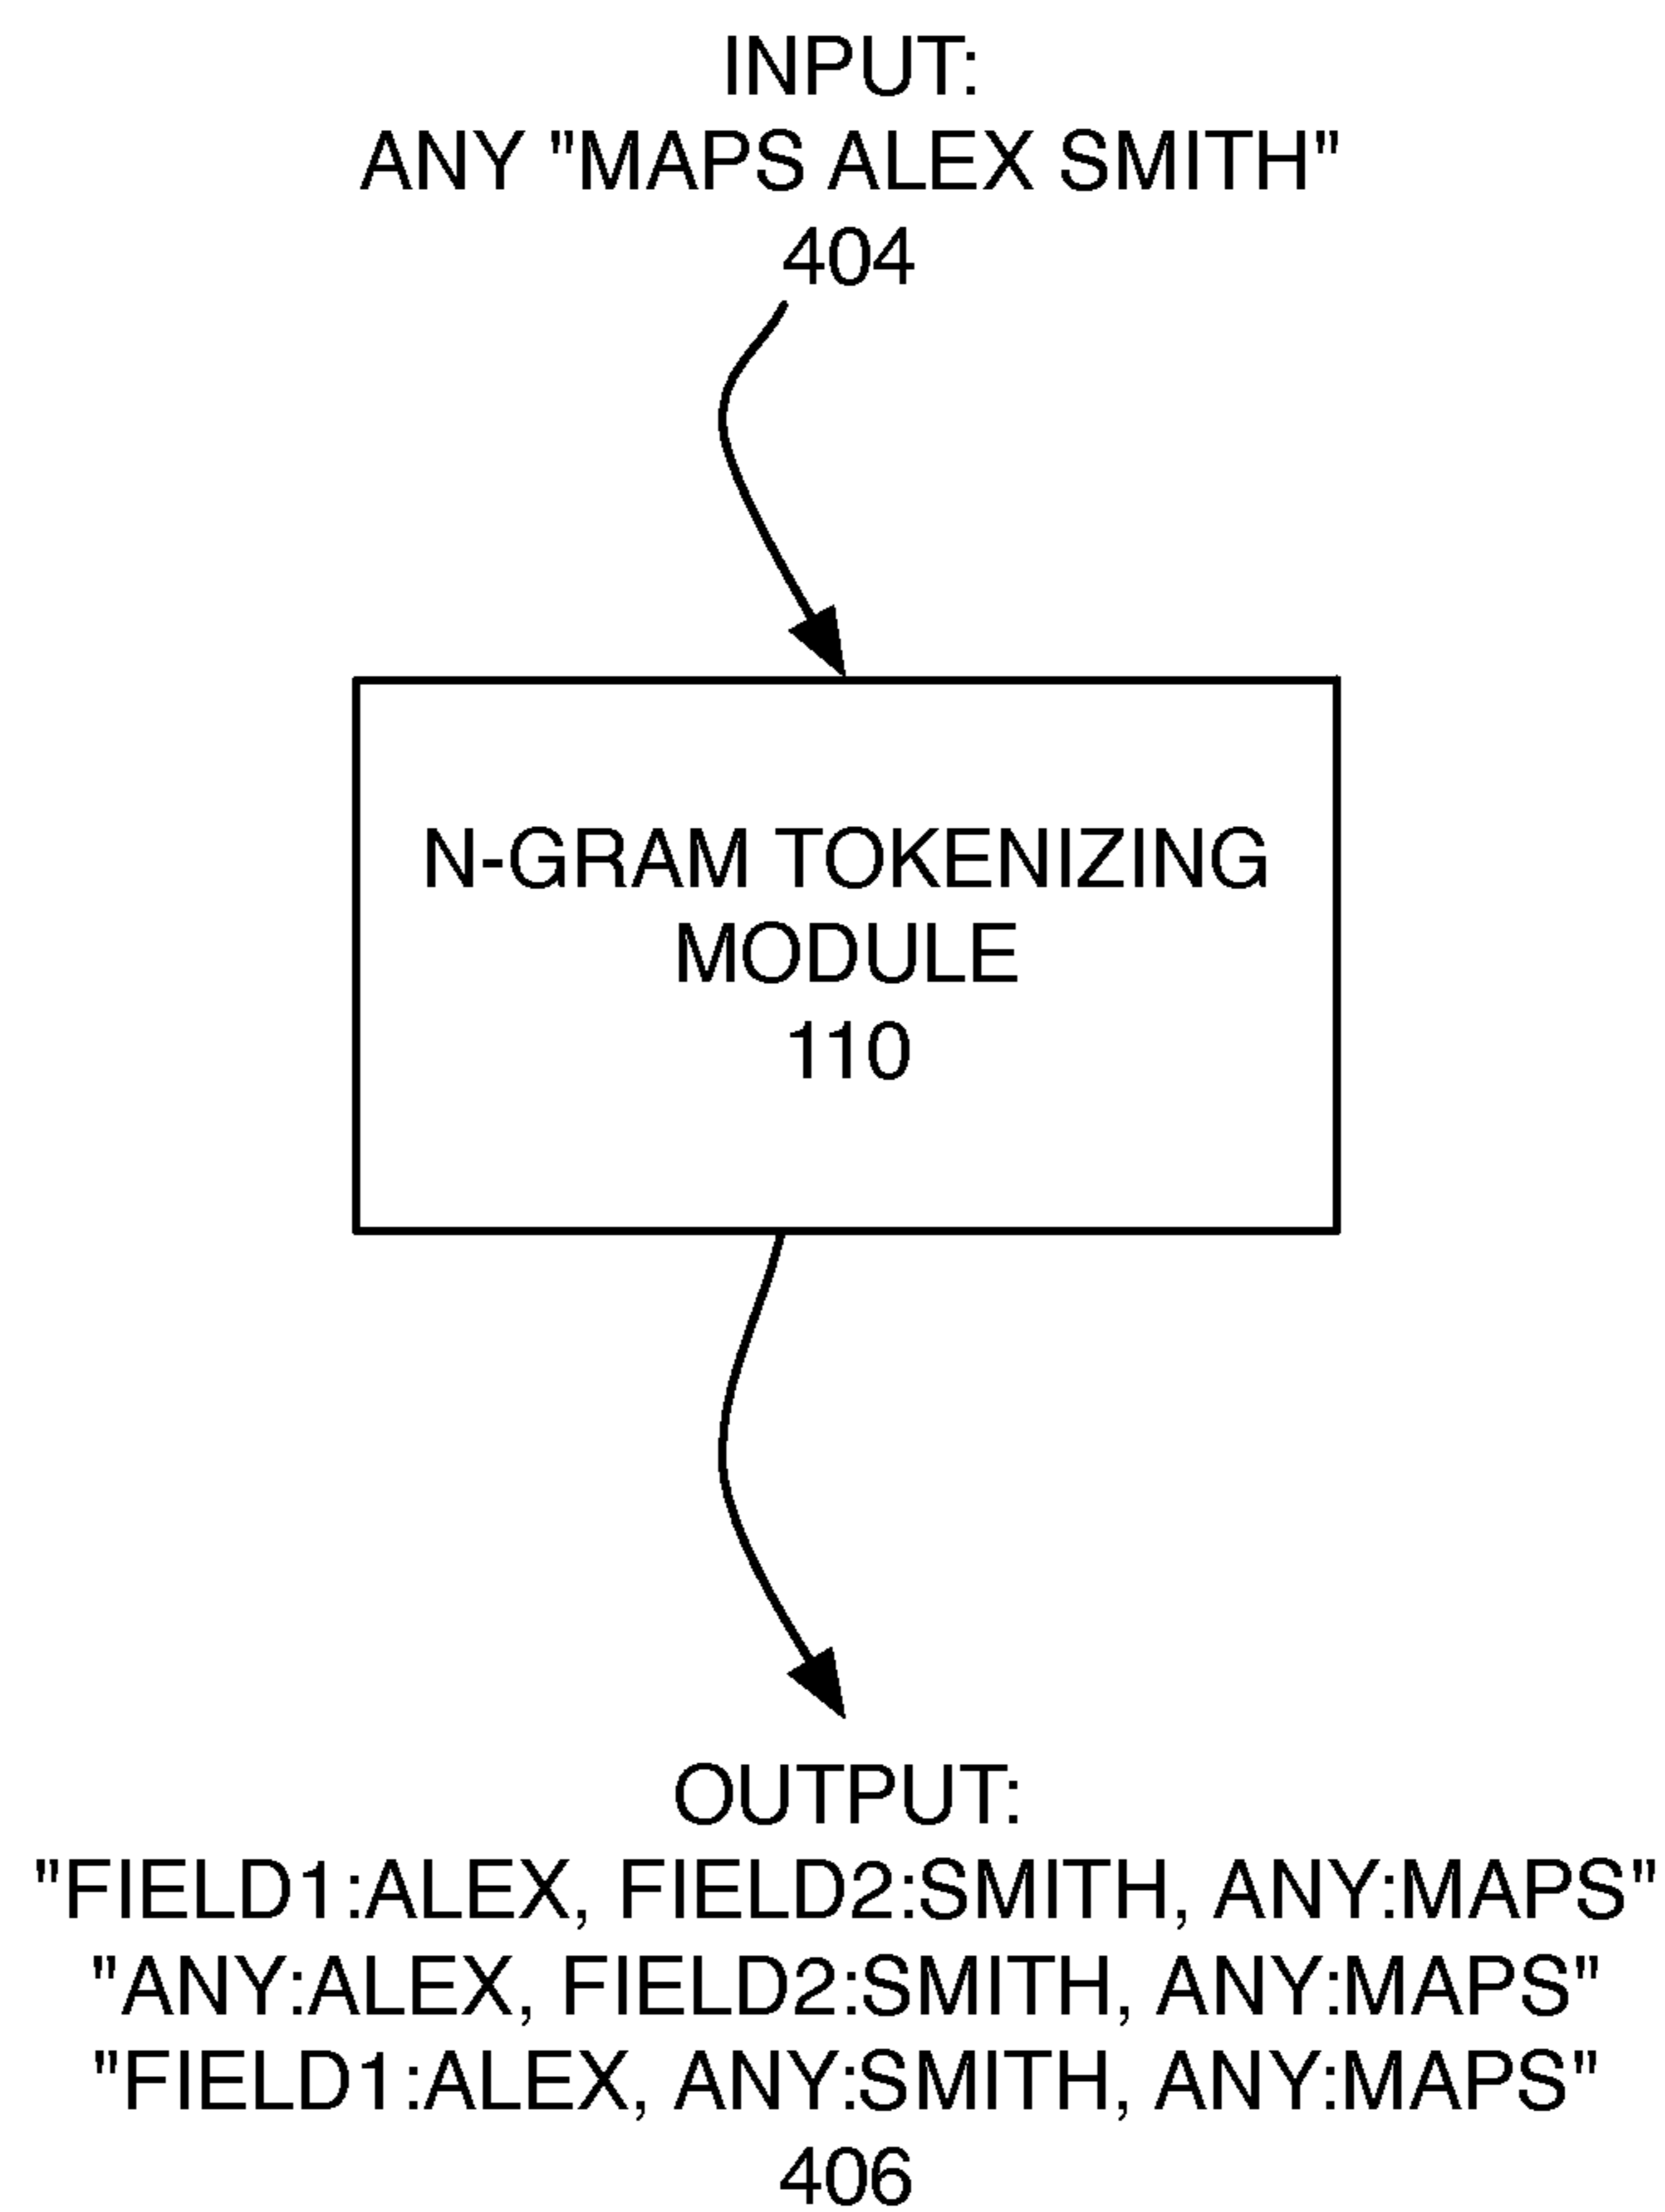 INPUT:
ANY "MAPS ALEX SMITH"
404
N-GRAM TOKENIZING
MODULE
110
OUTPUT:
"FIELD1:ALEX, FIELD2:SMITH, ANY:MAPS"
"ANY:ALEX, FIELD2:SMITH, ANY:MAPS"
"FIELD1:ALEX, ANY:SMITH, ANY:MAPS"
406